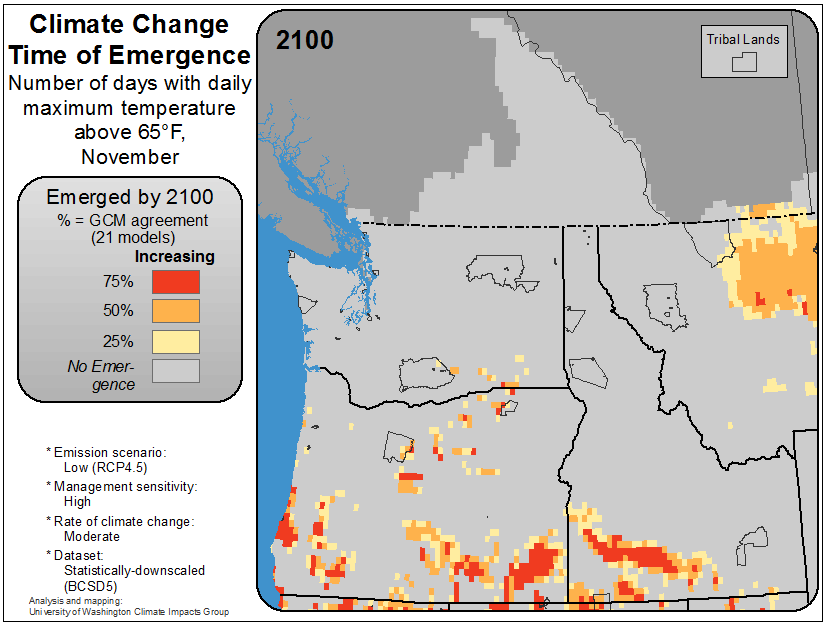 Climate Change
Time of Emergence
Number of days with daily
maximum temperature
above 65°F,
November
Emerged by 2100
% = GCM agreement
(21 models)
Increasing
75%
50%
25%
No Emer-
gence
* Emission scenario:
Low (RCP4.5)
* Management sensitivity:
High
* Rate of climate change:
Moderate
* Dataset:
Statistically-downscaled
(BCSD5)
Analysis and mapping:
University of Washington Climate Impacts Group
2100
Tribal Lands